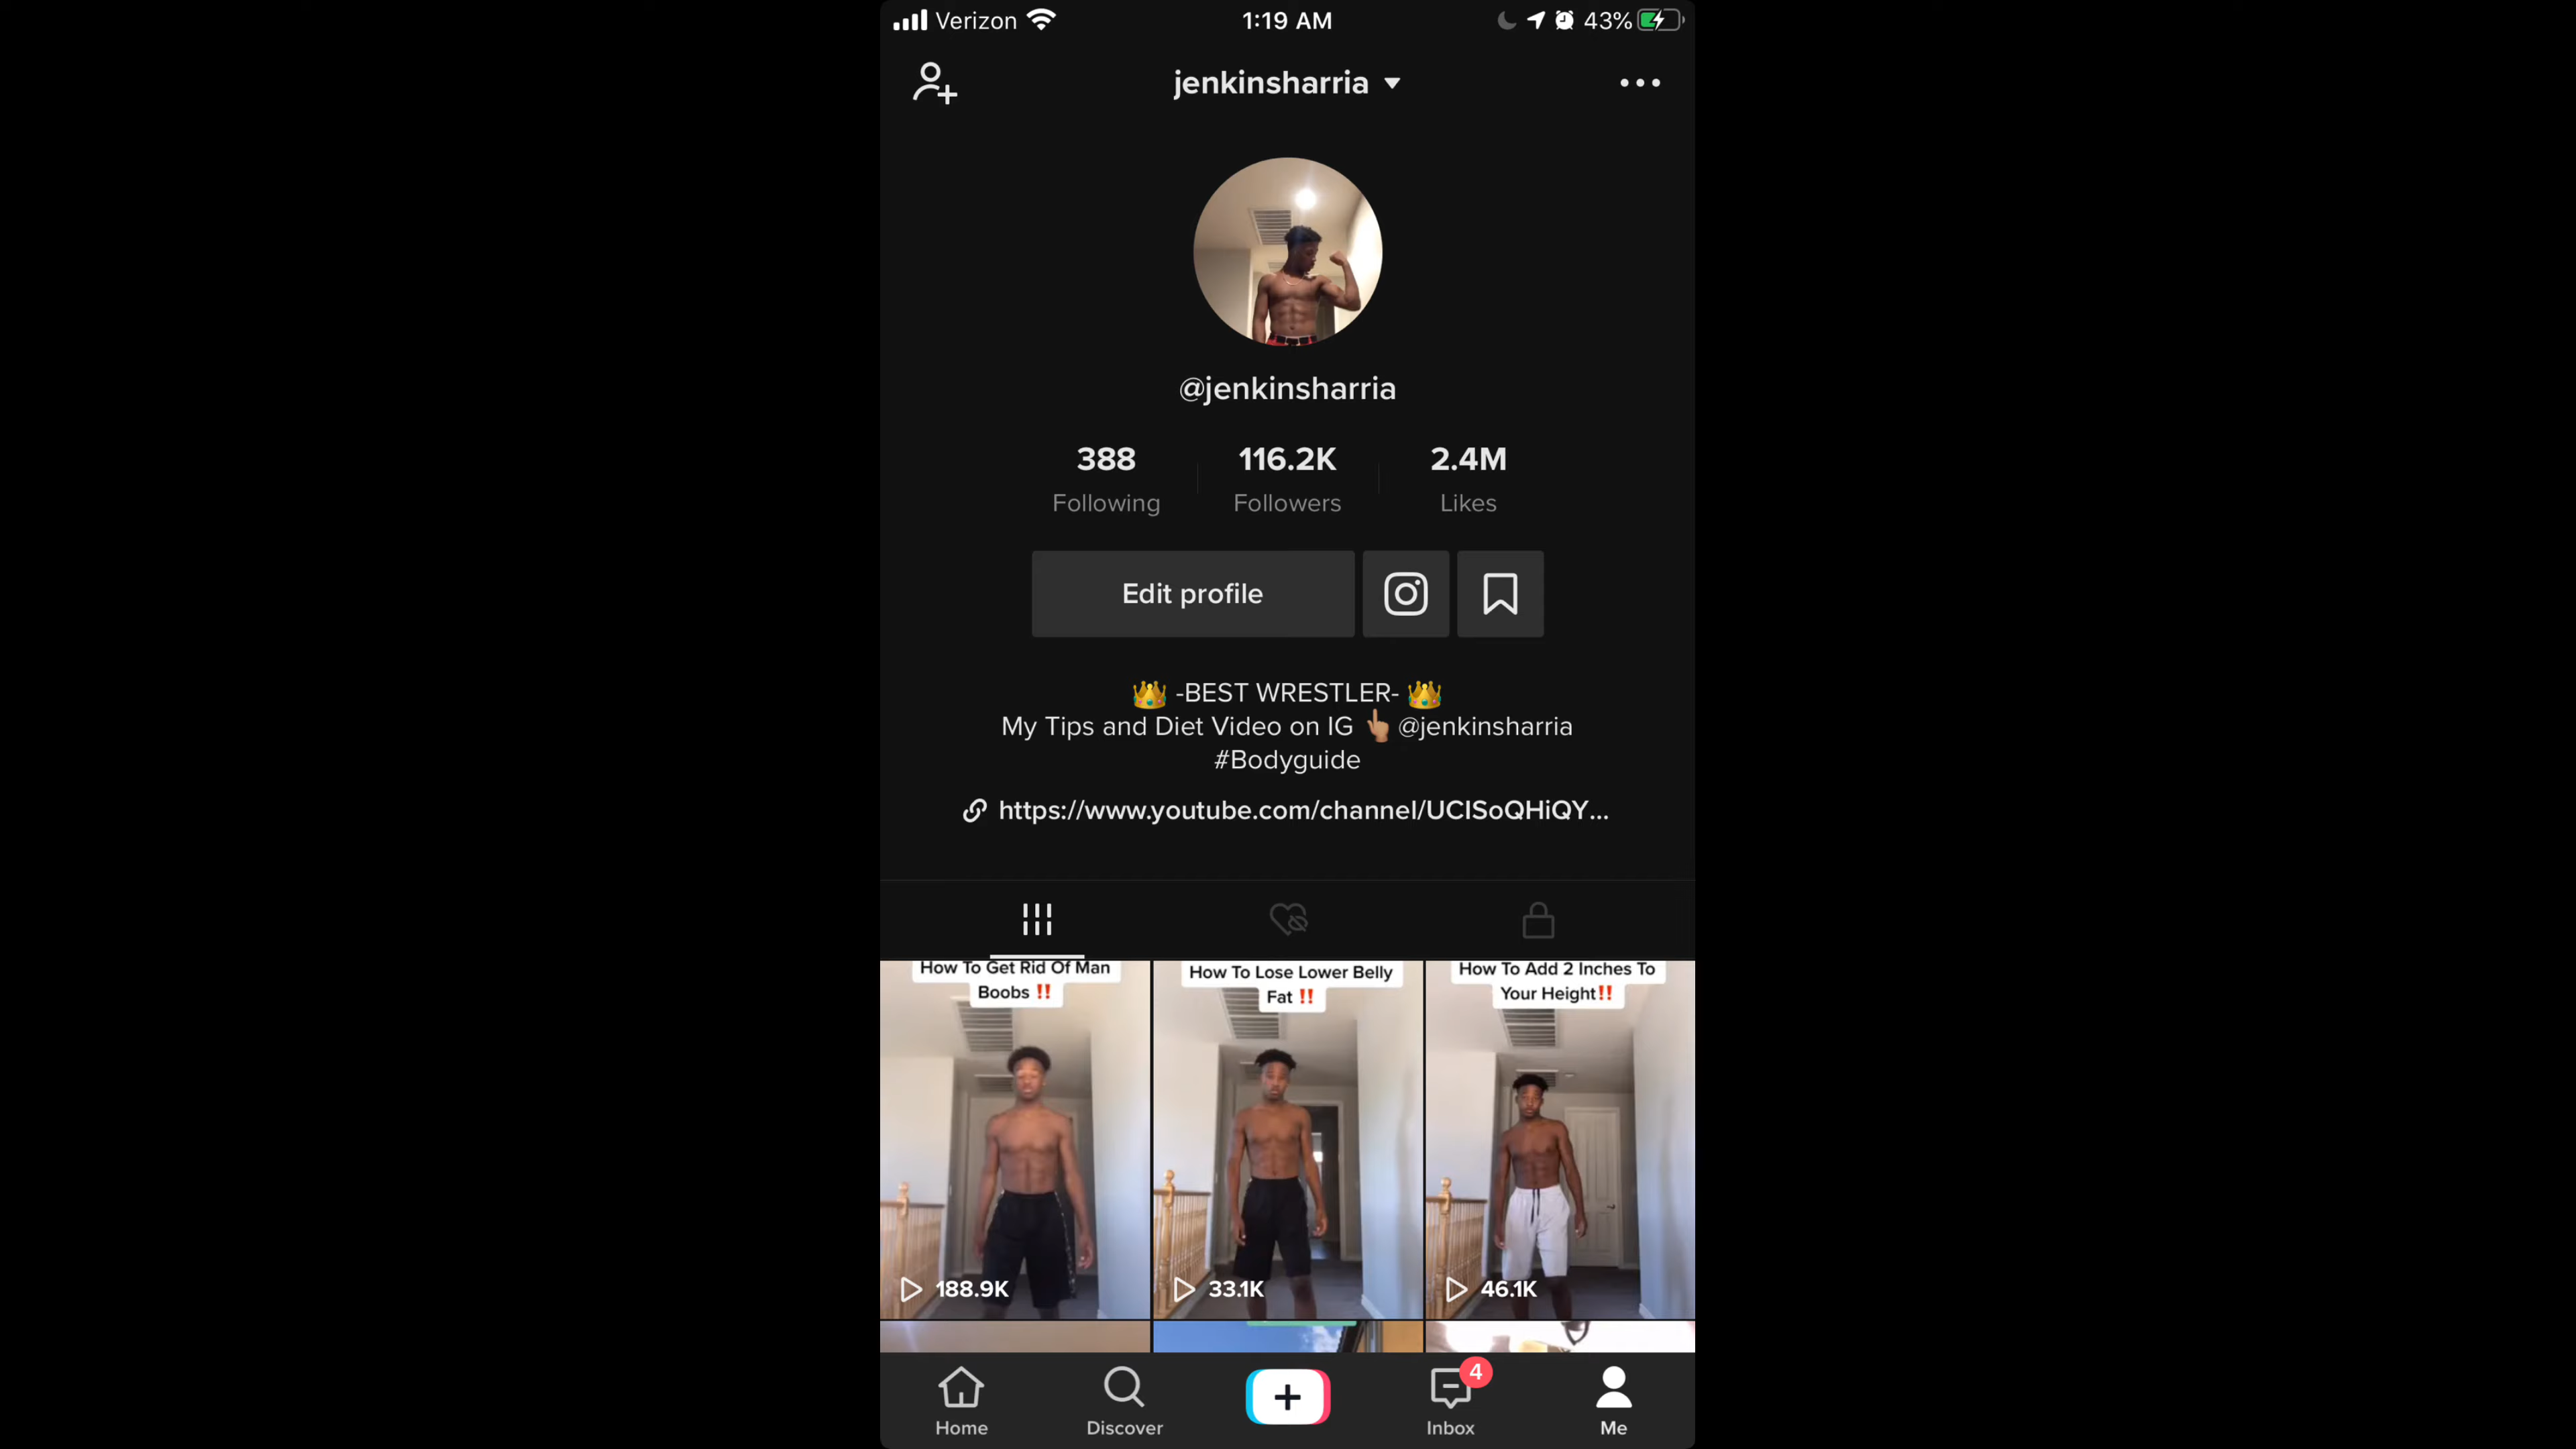 Verizon 1:19 AM 43%
jenkinsharria
@jenkinsharria
388 116.2K 2.4M
Following Followers Likes
Edit profile
👑 -BEST WRESTLER- 👑
My Tips and Diet Video on IG 👆🏽 @jenkinsharria
#Bodyguide
https://www.youtube.com/channel/UCISoQHiQY...
How To Get Rid Of Man
Boobs ‼️
How To Lose Lower Belly
Fat ‼️
How To Add 2 Inches To
Your Height‼️
188.9K 33.1K 46.1K
4
Home Discover Inbox Me